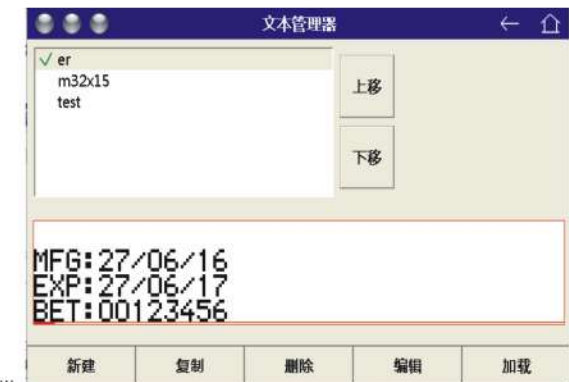 文本管理器
er
m32x15
test
上移
下移
MFG:27/06/16
EXP:27/06/17
BET:00123456
新建 复制 删除 编辑 加载
...